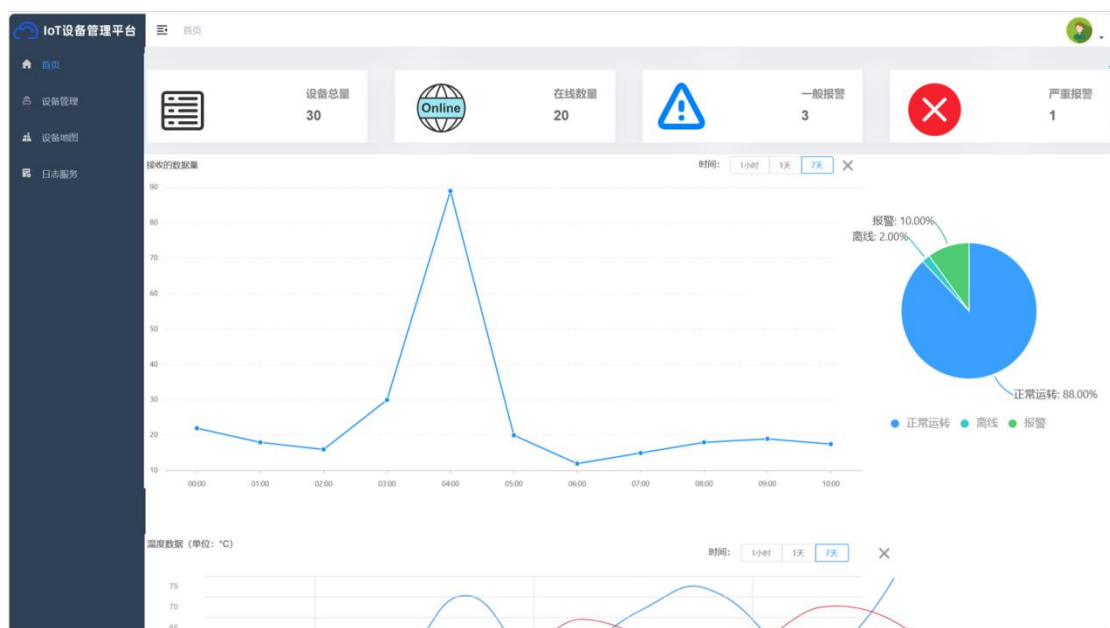 IoT设备管理平台
首页
首页
设备管理
设备地图
日志服务
设备总量
30
Online
在线数量
20
一般报警
3
严重报警
1
接收的数据量
时间: 1小时 1天 7天
90
80
70
60
50
40
30
20
10
00:00 01:00 02:00 03:00 04:00 05:00 06:00 07:00 08:00 09:00 10:00
报警: 10.00%
离线: 2.00%
正常运转: 88.00%
正常运转 离线 报警
温度数据（单位：°C）
时间: 1小时 1天 7天
75
70
65